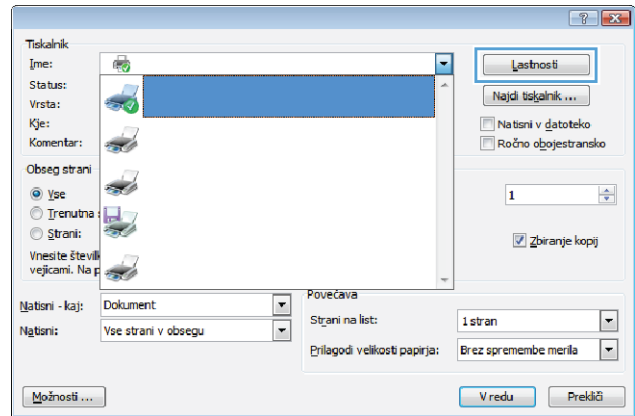 Tiskalnik
Ime:
Lastnosti
Status:
Vrsta:
Najdi tiskalnik ...
Kje:
Natisni v datoteko
Komentar:
Ročno obojestransko
Obseg strani
Vse
1
Trenutna
Strani:
Zbiranje kopij
Vnesite števil
vejicami. Na p
Natisni - kaj: Dokument
Natisni: Vse strani v obsegu
Povečava
Strani na list: 1 stran
Prilagodi velikosti papirja: Brez spremembe merila
Možnosti ...
V redu
Prekliči